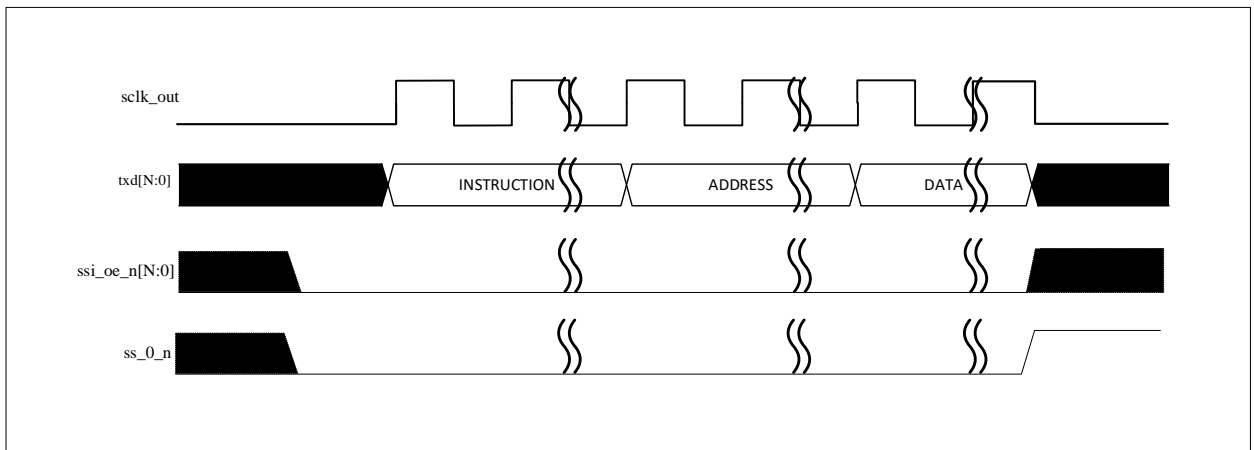 sclk_out
txd[N:0]
INSTRUCTION
ADDRESS
DATA
ssi_oe_n[N:0]
ss_0_n